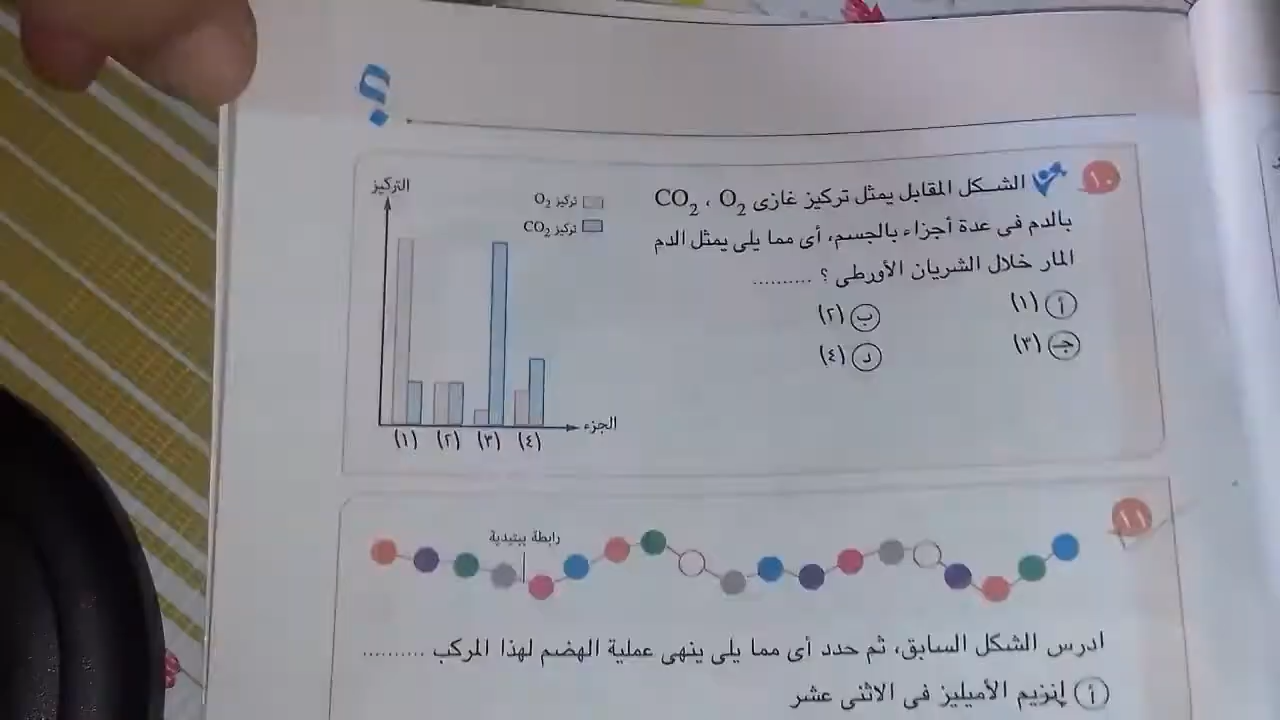 ؟
١٠ الشكل المقابل يمثل تركيز غازى CO₂ ، O₂
بالدم فى عدة أجزاء بالجسم، أى مما يلى يمثل الدم
المار خلال الشريان الأورطى ؟ ..........
أ (١)
ب (٢)
جـ (٣)
د (٤)
التركيز
تركيز O₂
تركيز CO₂
(١) (٢) (٣) (٤)
الجزء
١١
رابطة ببتيدية
ادرس الشكل السابق، ثم حدد أى مما يلى ينهى عملية الهضم لهذا المركب ..........
أ إنزيم الأميليز فى الاثنى عشر